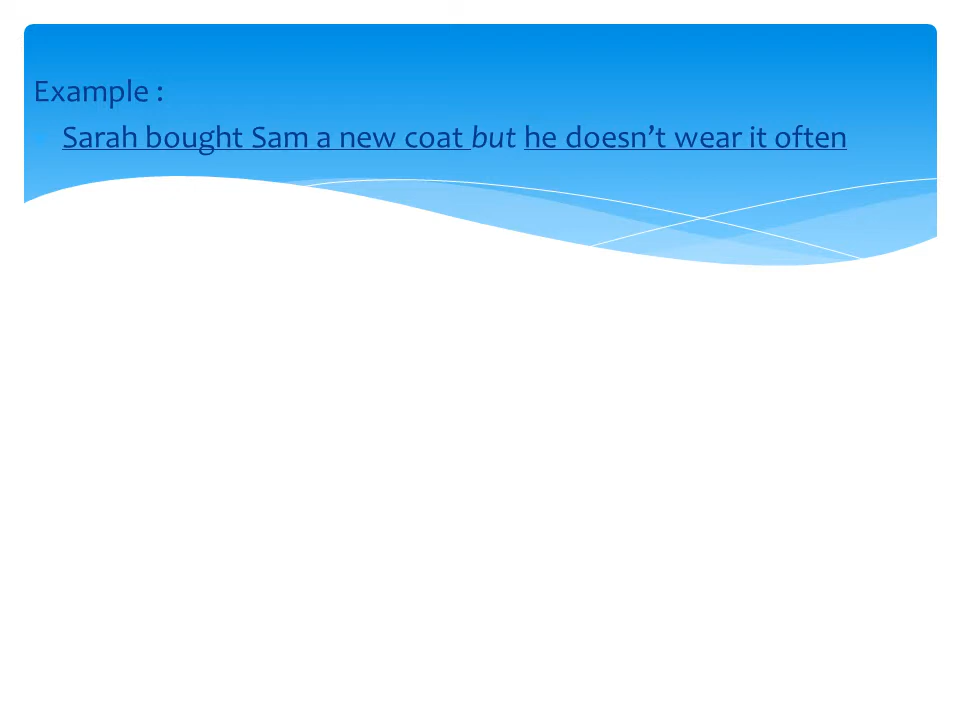 Example :
Sarah bought Sam a new coat but he doesn’t wear it often